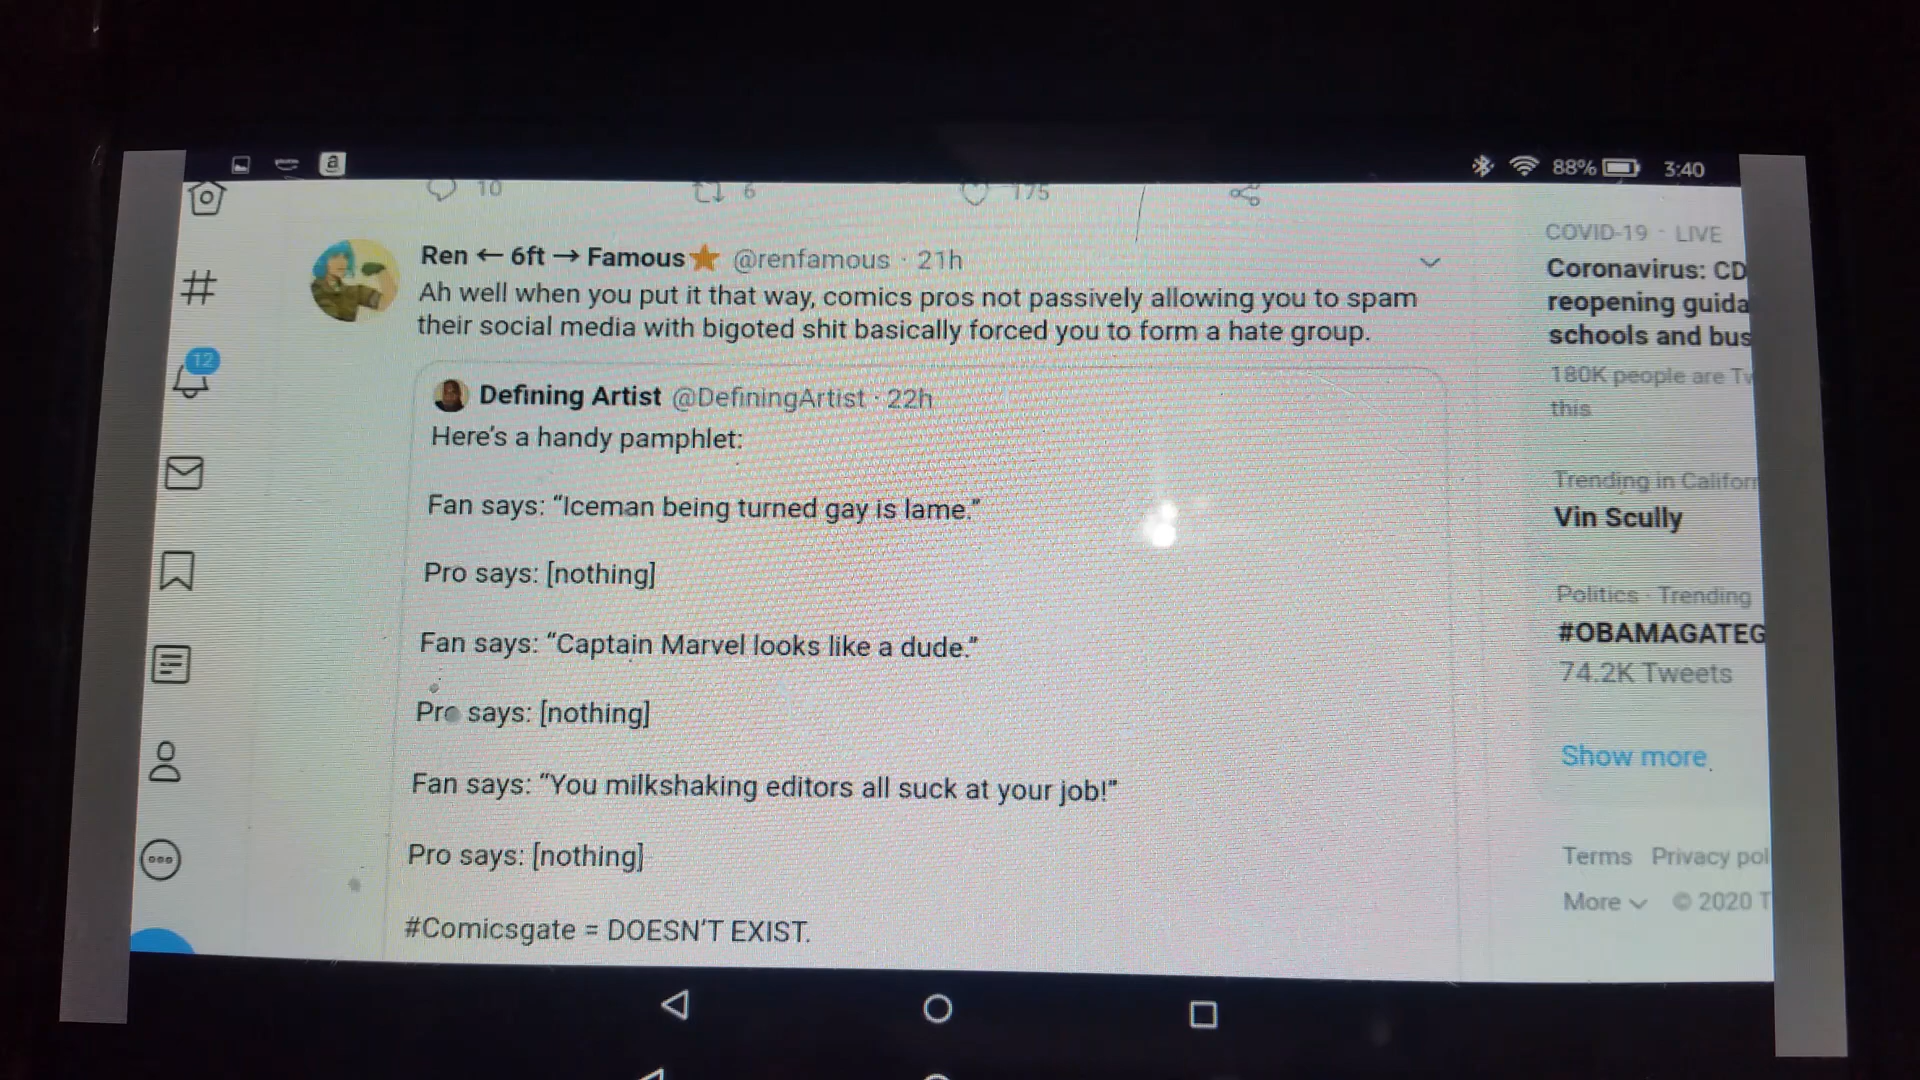 88% 3:40
10 6 175
Ren ← 6ft → Famous⭐ @renfamous · 21h
Ah well when you put it that way, comics pros not passively allowing you to spam
their social media with bigoted shit basically forced you to form a hate group.
Defining Artist @DefiningArtist · 22h
Here's a handy pamphlet:
Fan says: “Iceman being turned gay is lame.”
Pro says: [nothing]
Fan says: “Captain Marvel looks like a dude.”
Pro says: [nothing]
Fan says: “You milkshaking editors all suck at your job!”
Pro says: [nothing]
#Comicsgate = DOESN'T EXIST.
12
COVID-19 · LIVE
Coronavirus: CD
reopening guida
schools and bus
180K people are Tw
this
Trending in Californ
Vin Scully
Politics · Trending
#OBAMAGATEG
74.2K Tweets
Show more
Terms Privacy pol
More © 2020 T